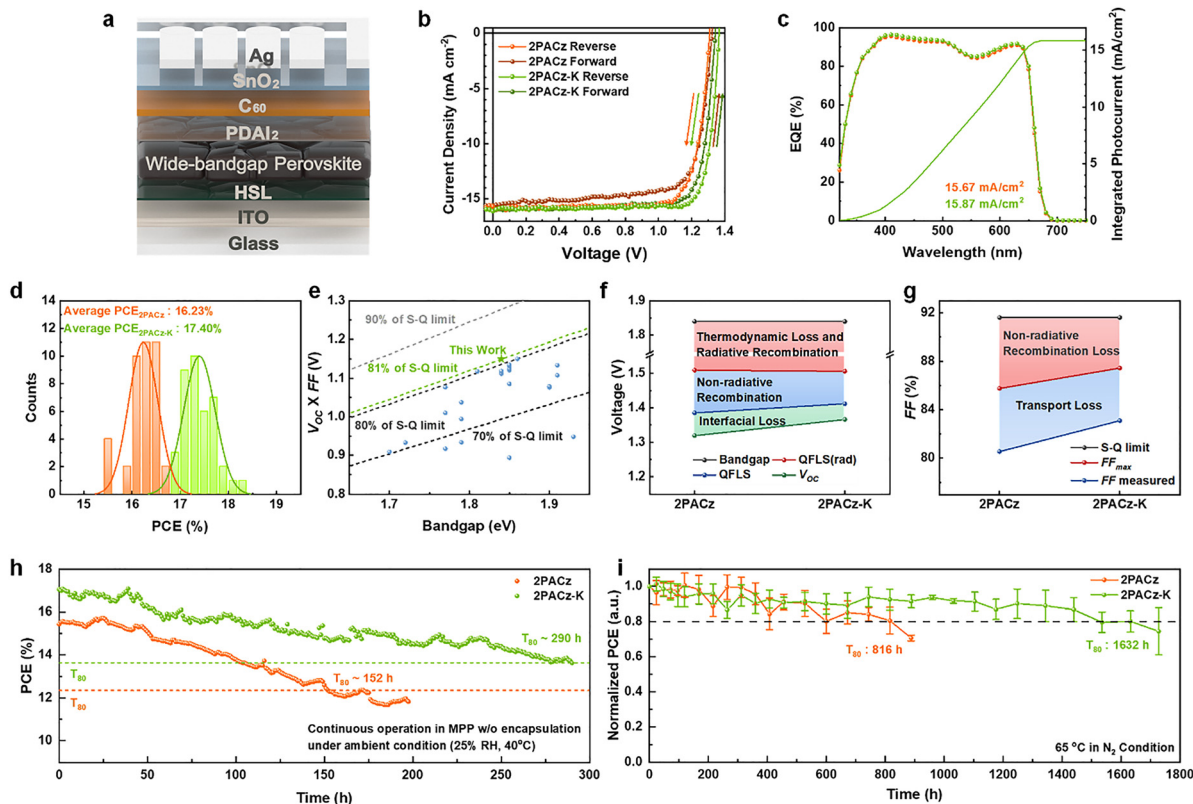 a
Ag
SnO₂
C₆₀
PDAI₂
Wide-bandgap Perovskite
HSL
ITO
Glass
b
Current Density (mA cm⁻²)
0
-5
-10
-15
2PACz Reverse
2PACz Forward
2PACz-K Reverse
2PACz-K Forward
0.0 0.2 0.4 0.6 0.8 1.0 1.2 1.4
Voltage (V)
c
EQE (%)
100
80
60
40
20
0
15.67 mA/cm²
15.87 mA/cm²
400 500 600 700
Wavelength (nm)
15
10
5
0
Integrated Photocurrent (mA/cm²)
d
Counts
14
12
10
8
6
4
2
0
Average PCE2PACz : 16.23%
Average PCE2PACz-K : 17.40%
15 16 17 18 19
PCE (%)
e
VOC X FF (V)
1.3
1.2
1.1
1.0
0.9
0.8
90% of S-Q limit
This Work
81% of S-Q limit
80% of S-Q limit
70% of S-Q limit
1.7 1.8 1.9
Bandgap (eV)
f
Voltage (V)
1.8
1.5
1.4
1.3
1.2
Thermodynamic Loss and
Radiative Recombination
Non-radiative
Recombination
Interfacial Loss
Bandgap QFLS(rad)
QFLS VOC
2PACz 2PACz-K
g
FF (%)
92
88
84
80
Non-radiative
Recombination Loss
Transport Loss
S-Q limit
FFmax
FF measured
2PACz 2PACz-K
h
PCE (%)
18
16
14
12
10
2PACz
2PACz-K
T₈₀ ~ 290 h
T₈₀
T₈₀ ~ 152 h
T₈₀
Continuous operation in MPP w/o encapsulation
under ambient condition (25% RH, 40°C)
0 50 100 150 200 250 300
Time (h)
i
Normalized PCE (a.u.)
1.0
0.8
0.6
0.4
0.2
0.0
2PACz
2PACz-K
T₈₀ : 816 h
T₈₀ : 1632 h
65 °C in N₂ Condition
0 200 400 600 800 1000 1200 1400 1600 1800
Time (h)